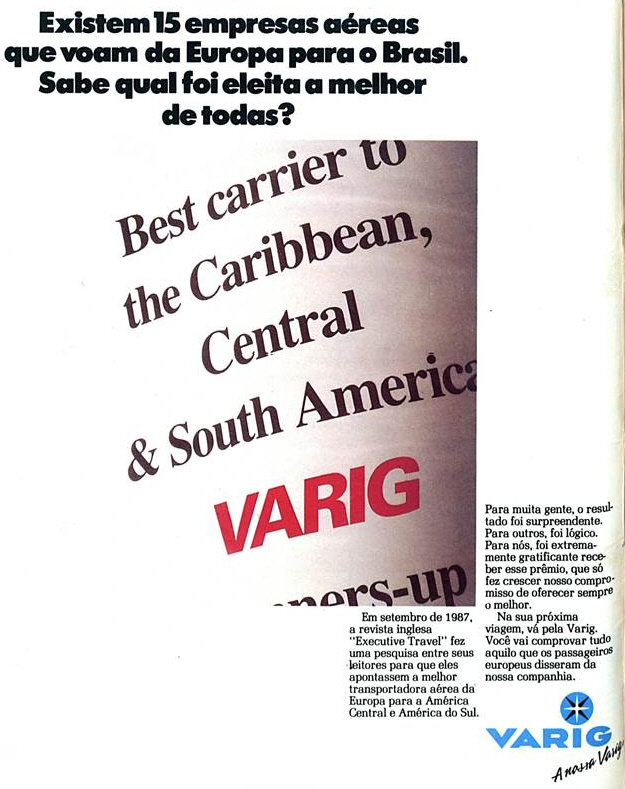 Existem 15 empresas aéreas
que voam da Europa para o Brasil.
Sabe qual foi eleita a melhor
de todas?
Best carrier to
the Caribbean,
Central
& South America
VARIG
ners-up
Em setembro de 1987,
a revista inglesa
"Executive Travel" fez
uma pesquisa entre seus
leitores para que eles
apontassem a melhor
transportadora aérea da
Europa para a América
Central e América do Sul.
Para muita gente, o resul-
tado foi surpreendente.
Para outros, foi lógico.
Para nós, foi extrema-
mente gratificante rece-
ber esse prêmio, que só
fez crescer nosso compro-
misso de oferecer sempre
o melhor.
Na sua próxima
viagem, vá pela Varig.
Você vai comprovar tudo
aquilo que os passageiros
europeus disseram da
nossa companhia.
VARIG
A nossa Varig